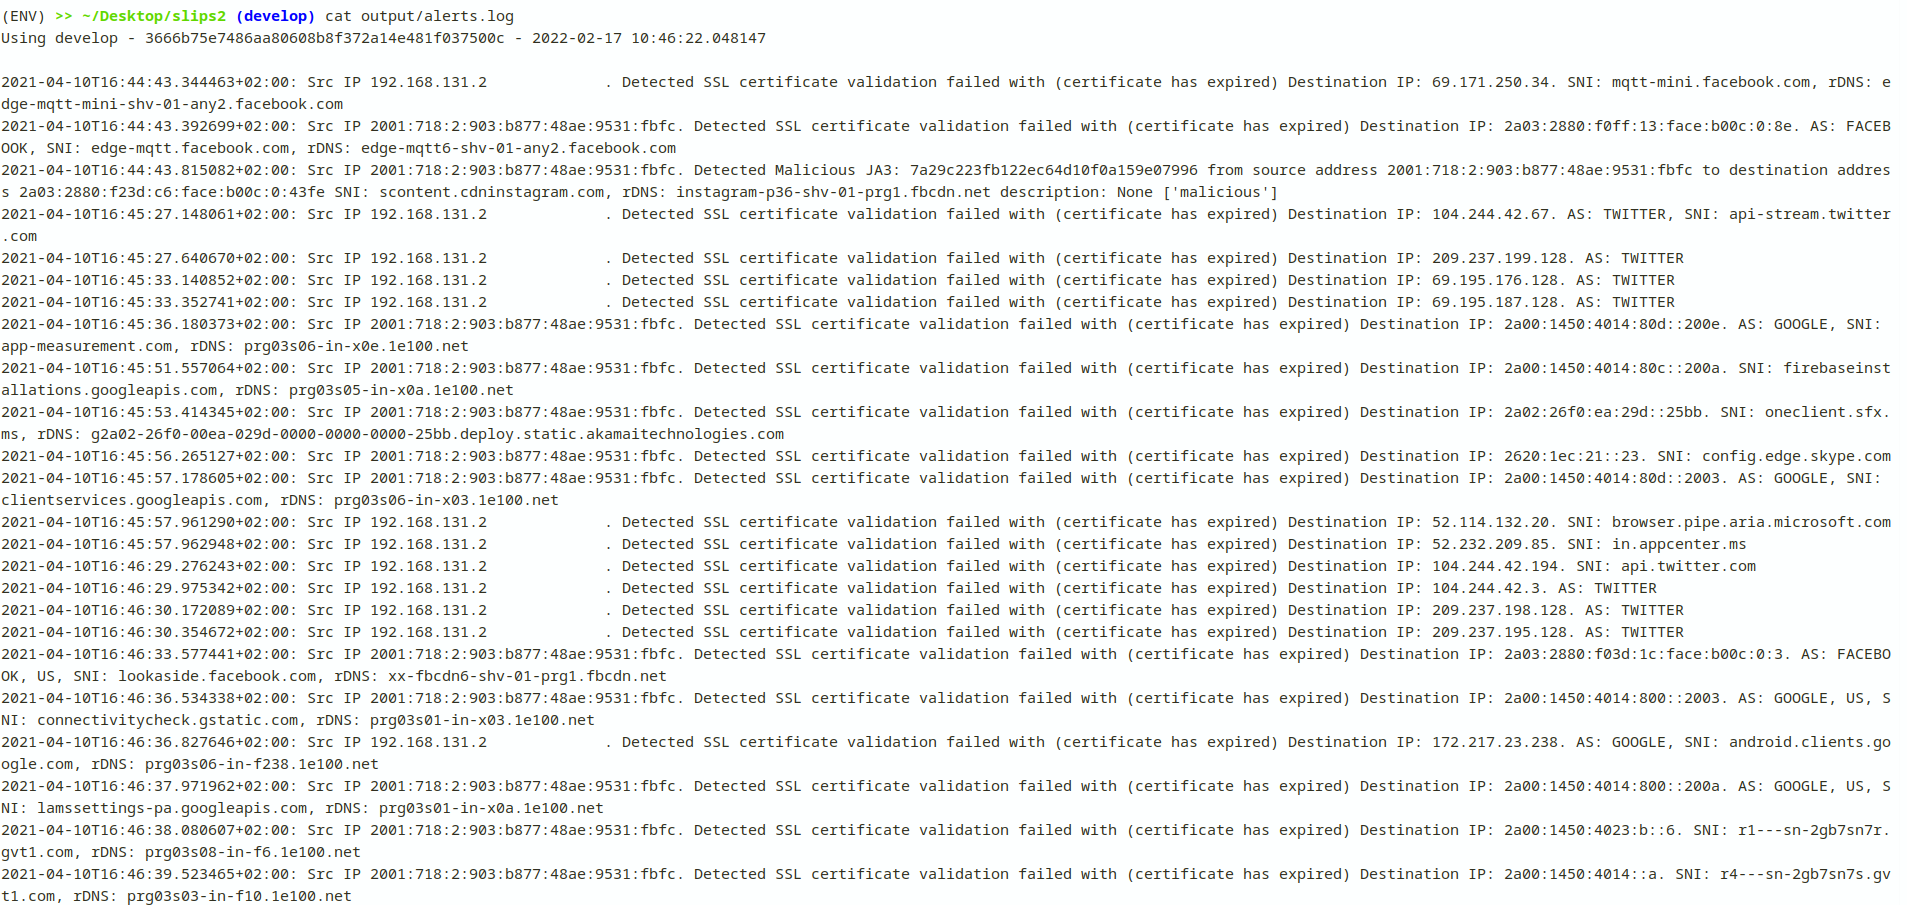 (ENV) >> ~/Desktop/slips2 (develop) cat output/alerts.log
Using develop - 3666b75e7486aa80608b8f372a14e481f037500c - 2022-02-17 10:46:22.048147
2021-04-10T16:44:43.344463+02:00: Src IP 192.168.131.2             . Detected SSL certificate validation failed with (certificate has expired) Destination IP: 69.171.250.34. SNI: mqtt-mini.facebook.com, rDNS: e
dge-mqtt-mini-shv-01-any2.facebook.com
2021-04-10T16:44:43.392699+02:00: Src IP 2001:718:2:903:b877:48ae:9531:fbfc. Detected SSL certificate validation failed with (certificate has expired) Destination IP: 2a03:2880:f0ff:13:face:b00c:0:8e. AS: FACEB
OOK, SNI: edge-mqtt.facebook.com, rDNS: edge-mqtt6-shv-01-any2.facebook.com
2021-04-10T16:44:43.815082+02:00: Src IP 2001:718:2:903:b877:48ae:9531:fbfc. Detected Malicious JA3: 7a29c223fb122ec64d10f0a159e07996 from source address 2001:718:2:903:b877:48ae:9531:fbfc to destination addres
s 2a03:2880:f23d:c6:face:b00c:0:43fe SNI: scontent.cdninstagram.com, rDNS: instagram-p36-shv-01-prg1.fbcdn.net description: None ['malicious']
2021-04-10T16:45:27.148061+02:00: Src IP 192.168.131.2             . Detected SSL certificate validation failed with (certificate has expired) Destination IP: 104.244.42.67. AS: TWITTER, SNI: api-stream.twitter
.com
2021-04-10T16:45:27.640670+02:00: Src IP 192.168.131.2             . Detected SSL certificate validation failed with (certificate has expired) Destination IP: 209.237.199.128. AS: TWITTER
2021-04-10T16:45:33.140852+02:00: Src IP 192.168.131.2             . Detected SSL certificate validation failed with (certificate has expired) Destination IP: 69.195.176.128. AS: TWITTER
2021-04-10T16:45:33.352741+02:00: Src IP 192.168.131.2             . Detected SSL certificate validation failed with (certificate has expired) Destination IP: 69.195.187.128. AS: TWITTER
2021-04-10T16:45:36.180373+02:00: Src IP 2001:718:2:903:b877:48ae:9531:fbfc. Detected SSL certificate validation failed with (certificate has expired) Destination IP: 2a00:1450:4014:80d::200e. AS: GOOGLE, SNI:
app-measurement.com, rDNS: prg03s06-in-x0e.1e100.net
2021-04-10T16:45:51.557064+02:00: Src IP 2001:718:2:903:b877:48ae:9531:fbfc. Detected SSL certificate validation failed with (certificate has expired) Destination IP: 2a00:1450:4014:80c::200a. SNI: firebaseinst
allations.googleapis.com, rDNS: prg03s05-in-x0a.1e100.net
2021-04-10T16:45:53.414345+02:00: Src IP 2001:718:2:903:b877:48ae:9531:fbfc. Detected SSL certificate validation failed with (certificate has expired) Destination IP: 2a02:26f0:ea:29d::25bb. SNI: oneclient.sfx.
ms, rDNS: g2a02-26f0-00ea-029d-0000-0000-0000-25bb.deploy.static.akamaitechnologies.com
2021-04-10T16:45:56.265127+02:00: Src IP 2001:718:2:903:b877:48ae:9531:fbfc. Detected SSL certificate validation failed with (certificate has expired) Destination IP: 2620:1ec:21::23. SNI: config.edge.skype.com
2021-04-10T16:45:57.178605+02:00: Src IP 2001:718:2:903:b877:48ae:9531:fbfc. Detected SSL certificate validation failed with (certificate has expired) Destination IP: 2a00:1450:4014:80d::2003. AS: GOOGLE, SNI:
clientservices.googleapis.com, rDNS: prg03s06-in-x03.1e100.net
2021-04-10T16:45:57.961290+02:00: Src IP 192.168.131.2             . Detected SSL certificate validation failed with (certificate has expired) Destination IP: 52.114.132.20. SNI: browser.pipe.aria.microsoft.com
2021-04-10T16:45:57.962948+02:00: Src IP 192.168.131.2             . Detected SSL certificate validation failed with (certificate has expired) Destination IP: 52.232.209.85. SNI: in.appcenter.ms
2021-04-10T16:46:29.276243+02:00: Src IP 192.168.131.2             . Detected SSL certificate validation failed with (certificate has expired) Destination IP: 104.244.42.194. SNI: api.twitter.com
2021-04-10T16:46:29.975342+02:00: Src IP 192.168.131.2             . Detected SSL certificate validation failed with (certificate has expired) Destination IP: 104.244.42.3. AS: TWITTER
2021-04-10T16:46:30.172089+02:00: Src IP 192.168.131.2             . Detected SSL certificate validation failed with (certificate has expired) Destination IP: 209.237.198.128. AS: TWITTER
2021-04-10T16:46:30.354672+02:00: Src IP 192.168.131.2             . Detected SSL certificate validation failed with (certificate has expired) Destination IP: 209.237.195.128. AS: TWITTER
2021-04-10T16:46:33.577441+02:00: Src IP 2001:718:2:903:b877:48ae:9531:fbfc. Detected SSL certificate validation failed with (certificate has expired) Destination IP: 2a03:2880:f03d:1c:face:b00c:0:3. AS: FACEBO
OK, US, SNI: lookaside.facebook.com, rDNS: xx-fbcdn6-shv-01-prg1.fbcdn.net
2021-04-10T16:46:36.534338+02:00: Src IP 2001:718:2:903:b877:48ae:9531:fbfc. Detected SSL certificate validation failed with (certificate has expired) Destination IP: 2a00:1450:4014:800::2003. AS: GOOGLE, US, S
NI: connectivitycheck.gstatic.com, rDNS: prg03s01-in-x03.1e100.net
2021-04-10T16:46:36.827646+02:00: Src IP 192.168.131.2             . Detected SSL certificate validation failed with (certificate has expired) Destination IP: 172.217.23.238. AS: GOOGLE, SNI: android.clients.go
ogle.com, rDNS: prg03s06-in-f238.1e100.net
2021-04-10T16:46:37.971962+02:00: Src IP 2001:718:2:903:b877:48ae:9531:fbfc. Detected SSL certificate validation failed with (certificate has expired) Destination IP: 2a00:1450:4014:800::200a. AS: GOOGLE, US, S
NI: lamssettings-pa.googleapis.com, rDNS: prg03s01-in-x0a.1e100.net
2021-04-10T16:46:38.080607+02:00: Src IP 2001:718:2:903:b877:48ae:9531:fbfc. Detected SSL certificate validation failed with (certificate has expired) Destination IP: 2a00:1450:4023:b::6. SNI: r1---sn-2gb7sn7r.
gvt1.com, rDNS: prg03s08-in-f6.1e100.net
2021-04-10T16:46:39.523465+02:00: Src IP 2001:718:2:903:b877:48ae:9531:fbfc. Detected SSL certificate validation failed with (certificate has expired) Destination IP: 2a00:1450:4014::a. SNI: r4---sn-2gb7sn7s.gv
t1.com, rDNS: prg03s03-in-f10.1e100.net